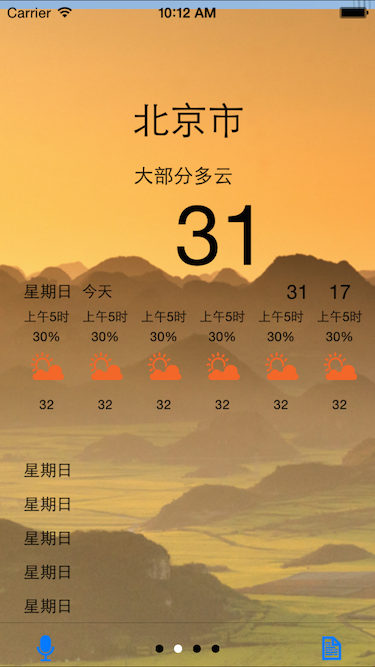 Carrier 10:12 AM
北京市
大部分多云
31
星期日 今天 31 17
上午5时 上午5时 上午5时 上午5时 上午5时 上午5时
30% 30% 30% 30% 30% 30%
32 32 32 32 32 32
星期日
星期日
星期日
星期日
星期日